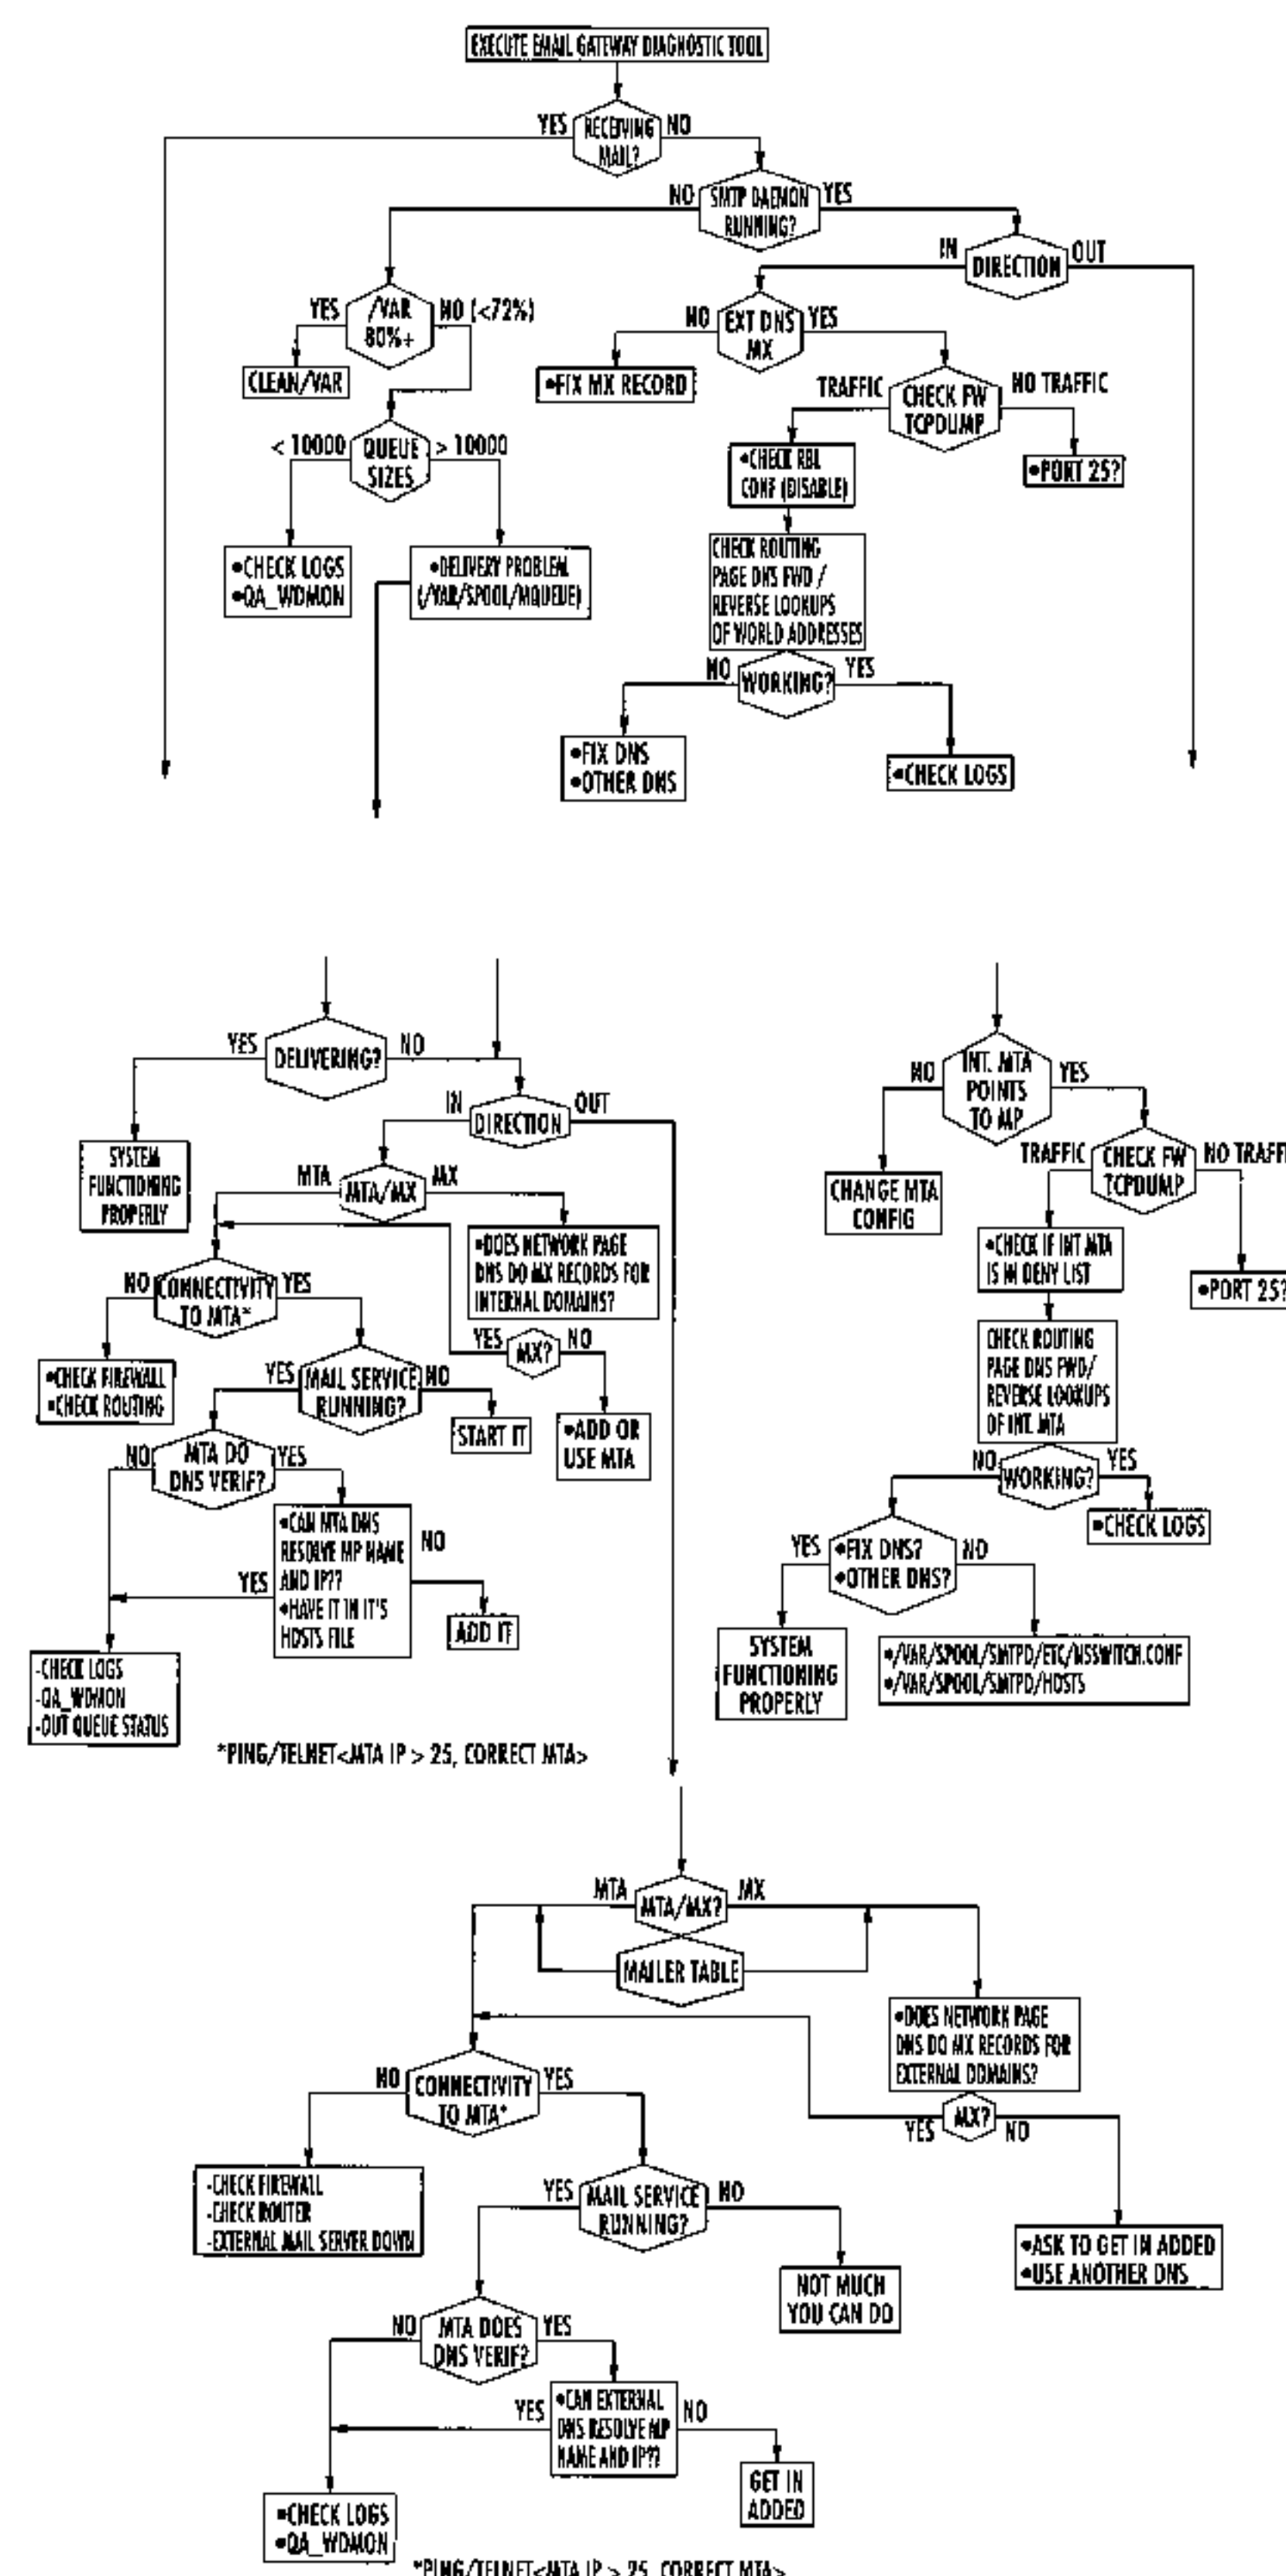 EXECUTE EMAIL GATEWAY DIAGNOSTIC TOOL
YES
RECEIVING
MAIL?
NO
NO
SMTP DAEMON
RUNNING?
YES
IN
DIRECTION
OUT
YES
/VAR
80%+
NO (<72%)
NO
EXT DNS
MX
YES
CLEAN/VAR
•FIX MX RECORD
TRAFFIC
CHECK FW
TCPDUMP
NO TRAFFIC
< 10000
QUEUE
SIZES
> 10000
•CHECK RBL
CONF (DISABLE)
•PORT 25?
•CHECK LOGS
•QA_WDMON
•DELIVERY PROBLEM
(/VAR/SPOOL/MQUEUE)
CHECK ROUTING
PAGE DNS FWD /
REVERSE LOOKUPS
OF WORLD ADDRESSES
NO
WORKING?
YES
•FIX DNS
•OTHER DNS
•CHECK LOGS
YES
DELIVERING?
NO
IN
DIRECTION
OUT
SYSTEM
FUNCTIONING
PROPERLY
MTA
MTA/MX
MX
•DOES NETWORK PAGE
DNS DO MX RECORDS FOR
INTERNAL DOMAINS?
NO
CONNECTIVITY
TO MTA*
YES
YES
MX?
NO
•CHECK FIREWALL
•CHECK ROUTING
YES
MAIL SERVICE
RUNNING?
NO
START IT
•ADD OR
USE MTA
NO
MTA DO
DNS VERIF?
YES
•CAN MTA DNS
RESOLVE MP NAME
AND IP??
•HAVE IT IN IT'S
HOSTS FILE
NO
YES
ADD IT
-CHECK LOGS
-QA_WDMON
-OUT QUEUE STATUS
*PING/TELNET<MTA IP > 25, CORRECT MTA>
NO
INT. MTA
POINTS
TO MP
YES
CHANGE MTA
CONFIG
TRAFFIC
CHECK FW
TCPDUMP
NO TRAFFI
•CHECK IF INT MTA
IS IN DENY LIST
•PORT 25?
CHECK ROUTING
PAGE DNS FWD/
REVERSE LOOKUPS
OF INT. MTA
NO
WORKING?
YES
•CHECK LOGS
YES
•FIX DNS?
•OTHER DNS?
NO
SYSTEM
FUNCTIONING
PROPERLY
•/VAR/SPOOL/SMTPD/ETC/NSSWITCH.CONF
•/VAR/SPOOL/SMTPD/HOSTS
MTA
MTA/MX?
MX
MAILER TABLE
•DOES NETWORK PAGE
DNS DO MX RECORDS FOR
EXTERNAL DOMAINS?
NO
CONNECTIVITY
TO MTA*
YES
YES
MX?
NO
-CHECK FIREWALL
-CHECK ROUTER
-EXTERNAL MAIL SERVER DOWN
YES
MAIL SERVICE
RUNNING?
NO
•ASK TO GET IN ADDED
•USE ANOTHER DNS
NOT MUCH
YOU CAN DO
NO
MTA DOES
DNS VERIF?
YES
YES
•CAN EXTERNAL
DNS RESOLVE MP
NAME AND IP??
NO
GET IN
ADDED
•CHECK LOGS
•QA_WDMON
*PING/TELNET<MTA IP > 25, CORRECT MTA>